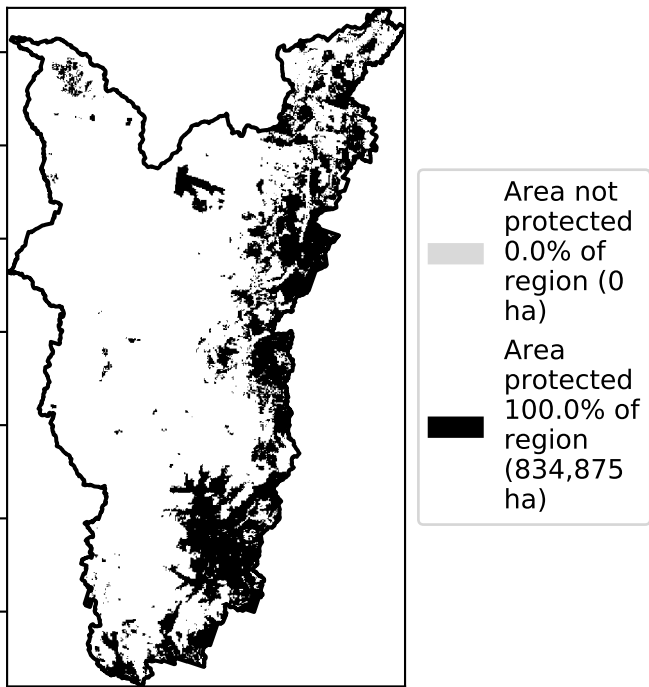 Area not
protected
0.0% of
region (0
ha)
Area
protected
100.0% of
region
(834,875
ha)